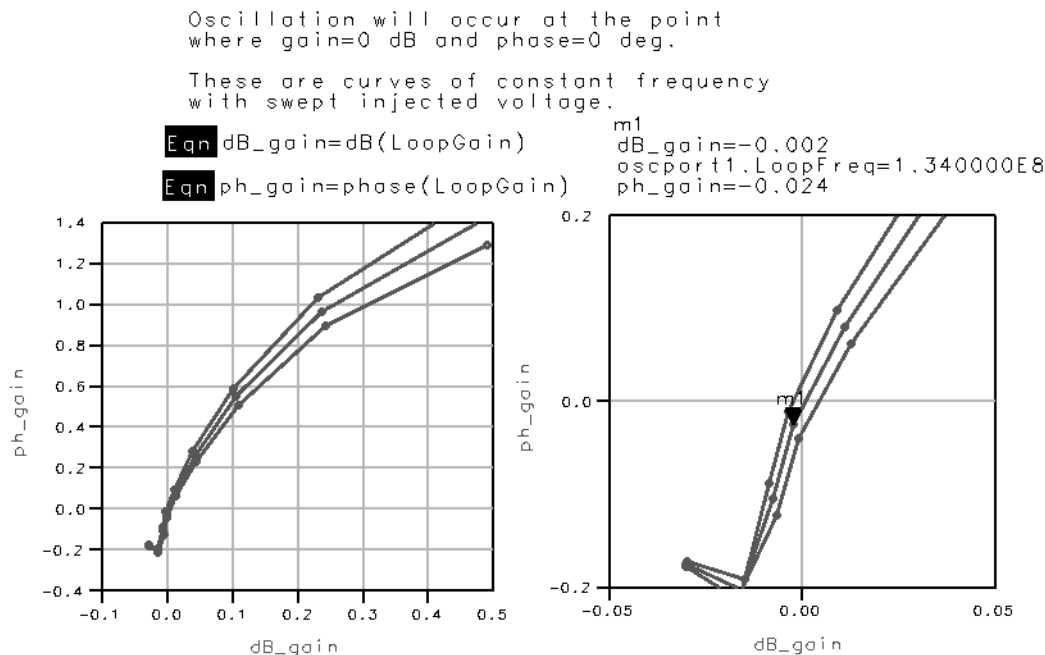 Oscillation will occur at the point
where gain=0 dB and phase=0 deg.
These are curves of constant frequency
with swept injected voltage.
Eqn dB_gain=dB(LoopGain)
Eqn ph_gain=phase(LoopGain)
m1
dB_gain=-0.002
oscport1.LoopFreq=1.340000E8
ph_gain=-0.024
1.4
1.2
1.0
0.8
0.6
0.4
0.2
0.0
-0.2
-0.4
ph_gain
-0.1 0.0 0.1 0.2 0.3 0.4 0.5
dB_gain
0.2
0.0
-0.2
ph_gain
m1
-0.05 0.00 0.05
dB_gain